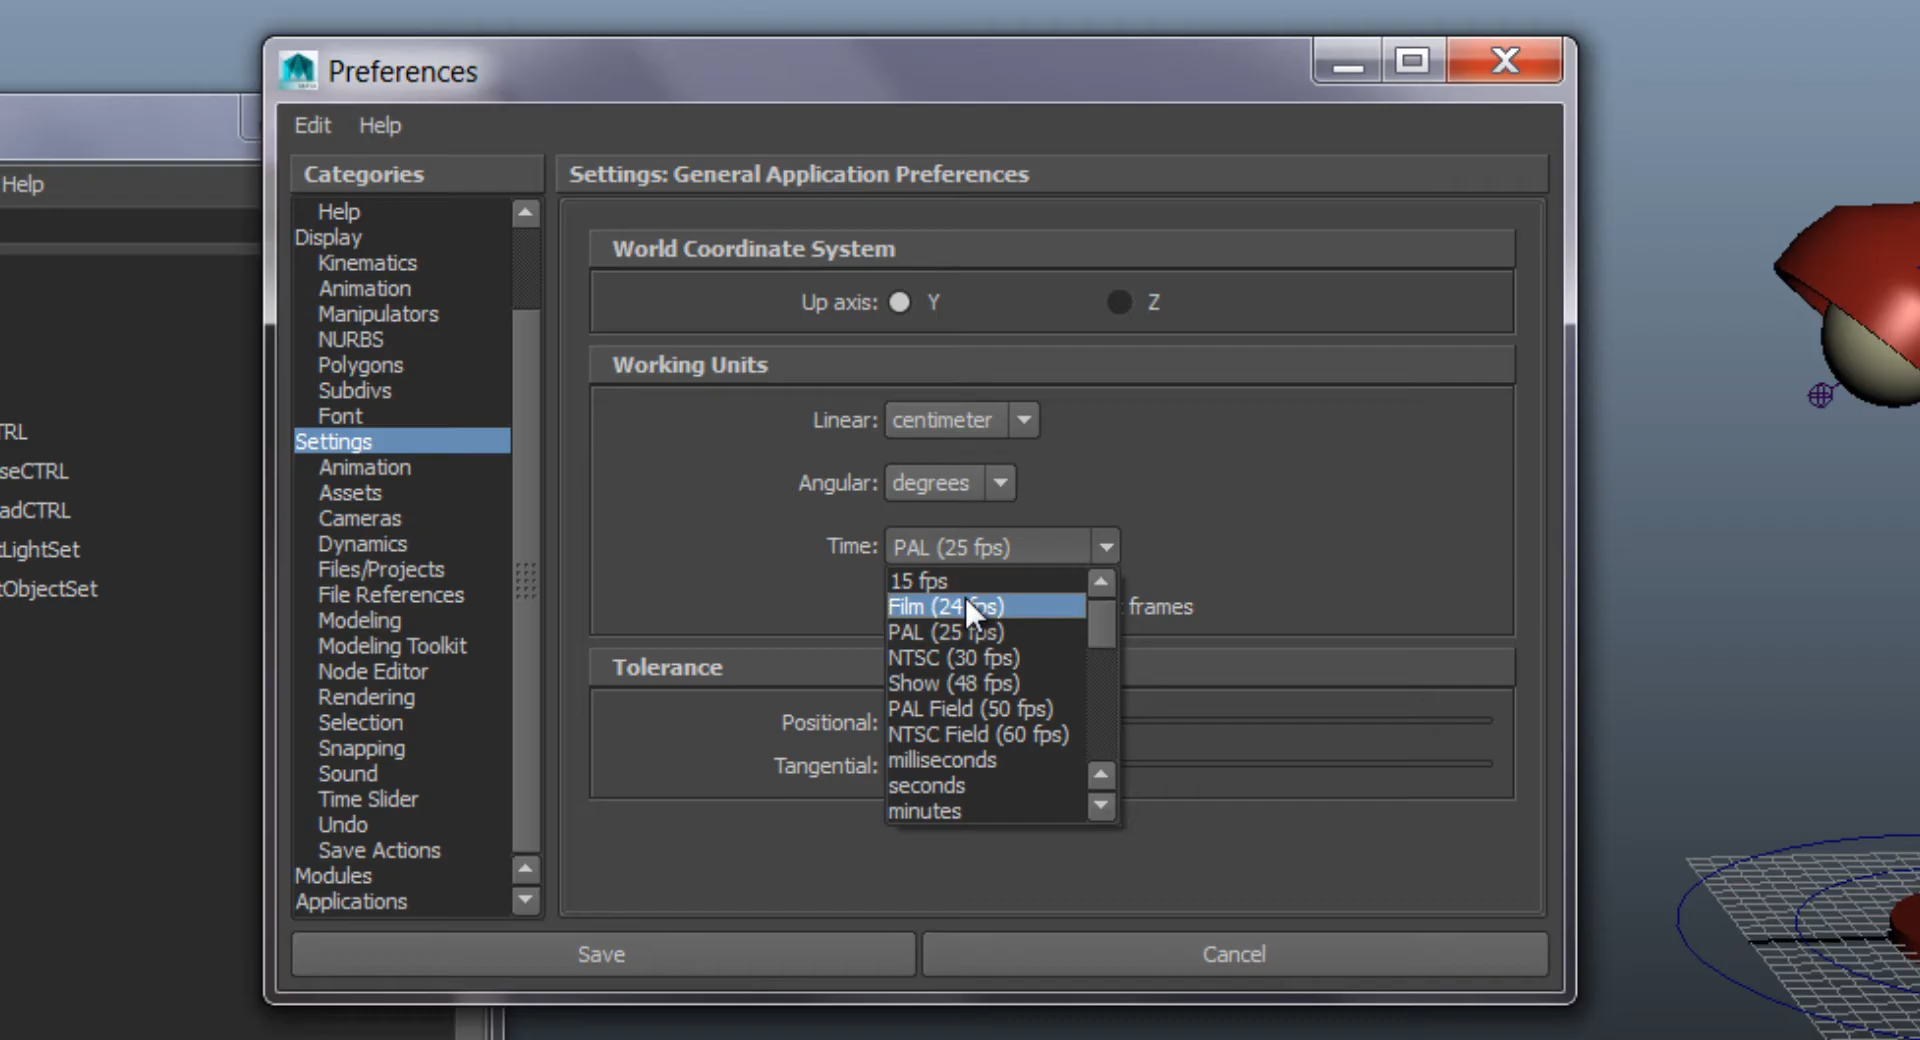 Preferences
Edit Help
Help
TRL
seCTRL
adCTRL
tLightSet
tObjectSet
Categories
Help
Display
Kinematics
Animation
Manipulators
NURBS
Polygons
Subdivs
Font
Settings
Animation
Assets
Cameras
Dynamics
Files/Projects
File References
Modeling
Modeling Toolkit
Node Editor
Rendering
Selection
Snapping
Sound
Time Slider
Undo
Save Actions
Modules
Applications
Settings: General Application Preferences
World Coordinate System
Up axis: Y Z
Working Units
Linear: centimeter
Angular: degrees
Time: PAL (25 fps)
15 fps
Film (24 fps)
PAL (25 fps)
NTSC (30 fps)
Show (48 fps)
PAL Field (50 fps)
NTSC Field (60 fps)
milliseconds
seconds
minutes
frames
Tolerance
Positional:
Tangential:
Save
Cancel